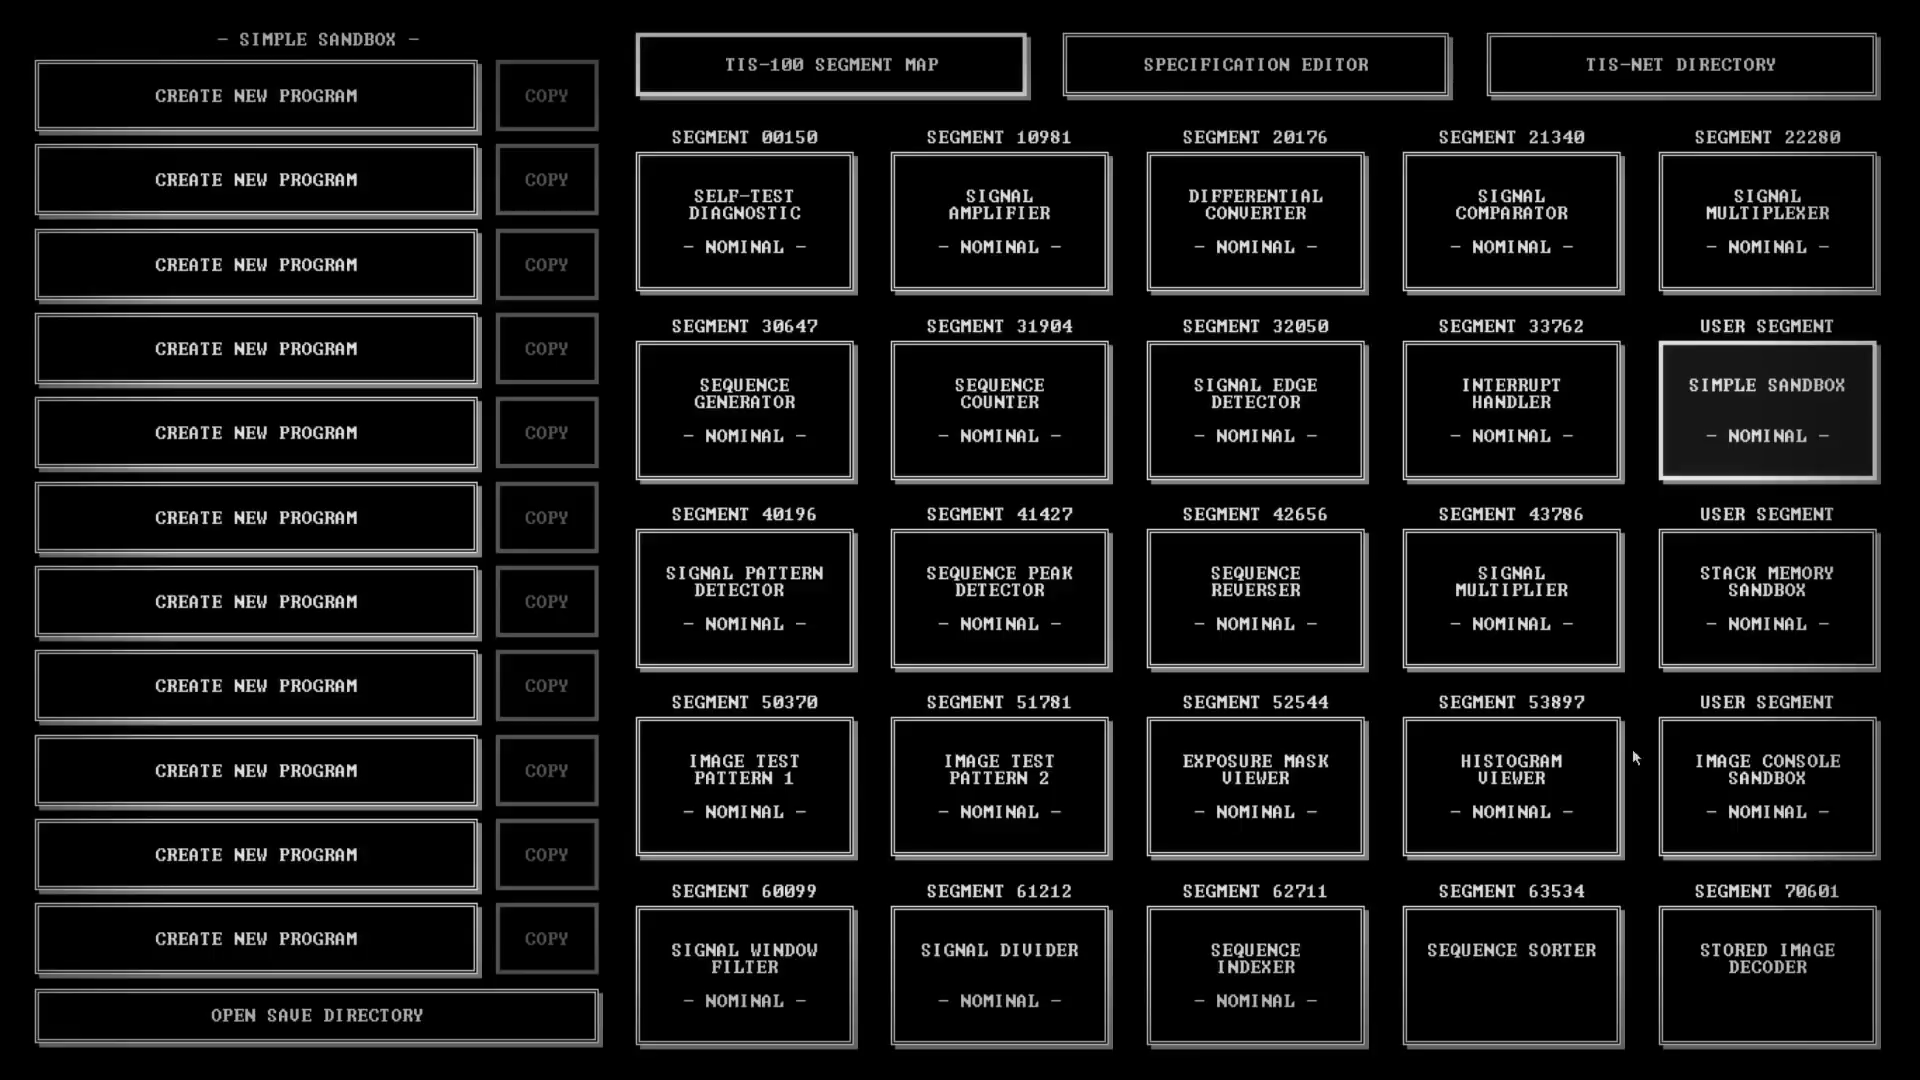 — SIMPLE SANDBOX —
CREATE NEW PROGRAM
COPY
CREATE NEW PROGRAM
COPY
CREATE NEW PROGRAM
COPY
CREATE NEW PROGRAM
COPY
CREATE NEW PROGRAM
COPY
CREATE NEW PROGRAM
COPY
CREATE NEW PROGRAM
COPY
CREATE NEW PROGRAM
COPY
CREATE NEW PROGRAM
COPY
CREATE NEW PROGRAM
COPY
CREATE NEW PROGRAM
COPY
OPEN SAVE DIRECTORY
TIS-100 SEGMENT MAP
SPECIFICATION EDITOR
TIS-NET DIRECTORY
SEGMENT 00150
SELF-TEST
DIAGNOSTIC
— NOMINAL —
SEGMENT 10981
SIGNAL
AMPLIFIER
— NOMINAL —
SEGMENT 20176
DIFFERENTIAL
CONVERTER
— NOMINAL —
SEGMENT 21340
SIGNAL
COMPARATOR
— NOMINAL —
SEGMENT 22280
SIGNAL
MULTIPLEXER
— NOMINAL —
SEGMENT 30647
SEQUENCE
GENERATOR
— NOMINAL —
SEGMENT 31904
SEQUENCE
COUNTER
— NOMINAL —
SEGMENT 32050
SIGNAL EDGE
DETECTOR
— NOMINAL —
SEGMENT 33762
INTERRUPT
HANDLER
— NOMINAL —
USER SEGMENT
SIMPLE SANDBOX
— NOMINAL —
SEGMENT 40196
SIGNAL PATTERN
DETECTOR
— NOMINAL —
SEGMENT 41427
SEQUENCE PEAK
DETECTOR
— NOMINAL —
SEGMENT 42656
SEQUENCE
REVERSER
— NOMINAL —
SEGMENT 43786
SIGNAL
MULTIPLIER
— NOMINAL —
USER SEGMENT
STACK MEMORY
SANDBOX
— NOMINAL —
SEGMENT 50370
IMAGE TEST
PATTERN 1
— NOMINAL —
SEGMENT 51781
IMAGE TEST
PATTERN 2
— NOMINAL —
SEGMENT 52544
EXPOSURE MASK
VIEWER
— NOMINAL —
SEGMENT 53897
HISTOGRAM
VIEWER
— NOMINAL —
USER SEGMENT
IMAGE CONSOLE
SANDBOX
— NOMINAL —
SEGMENT 60099
SIGNAL WINDOW
FILTER
— NOMINAL —
SEGMENT 61212
SIGNAL DIVIDER
— NOMINAL —
SEGMENT 62711
SEQUENCE
INDEXER
— NOMINAL —
SEGMENT 63534
SEQUENCE SORTER
SEGMENT 70601
STORED IMAGE
DECODER